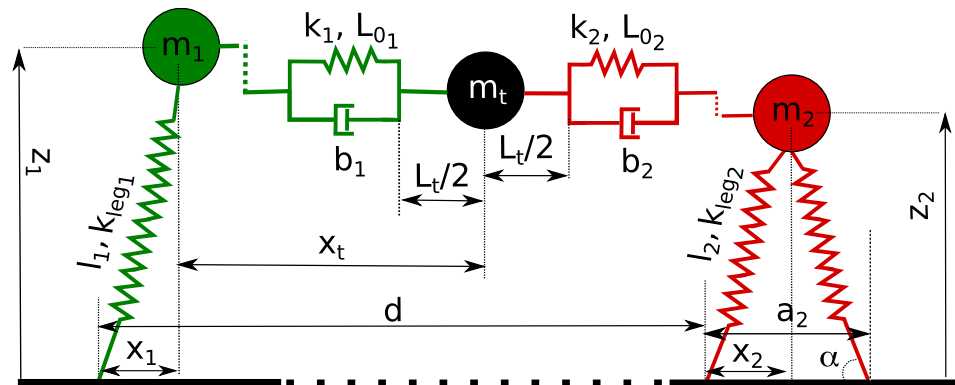 k₁, L₀₁
k₂, L₀₂
m₁
mₜ
m₂
b₁
b₂
Lₜ/2
Lₜ/2
z₁
z₂
l₁, kₗₑg₁
l₂, kₗₑg₂
xₜ
d
a₂
x₁
x₂
α